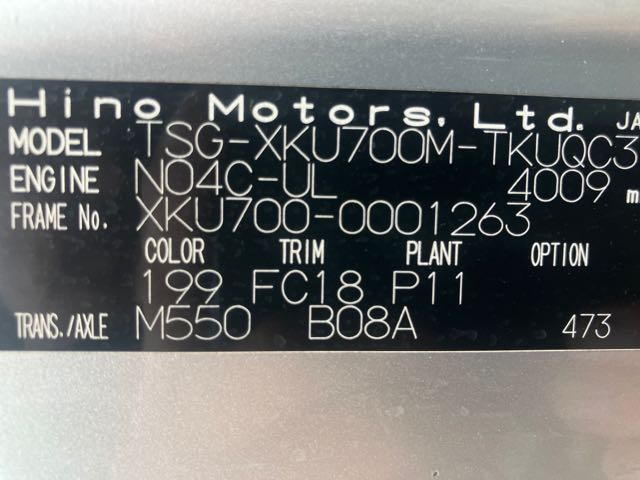 Hino Motors, Ltd. JA
MODEL TSG-XKU700M-TKUQC3
ENGINE N04C-UL 4009 m
FRAME No. XKU700-0001263
COLOR TRIM PLANT OPTION
199 FC18 P11
TRANS./AXLE M550 B08A 473